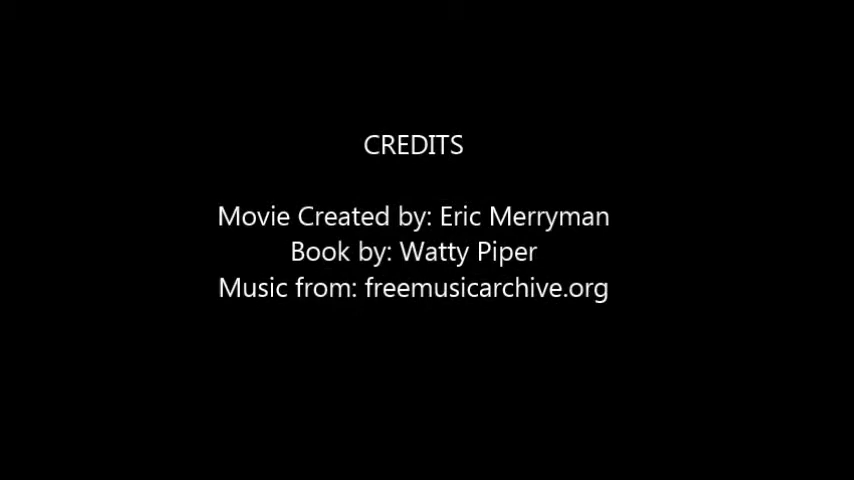 CREDITS
Movie Created by: Eric Merryman
Book by: Watty Piper
Music from: freemusicarchive.org